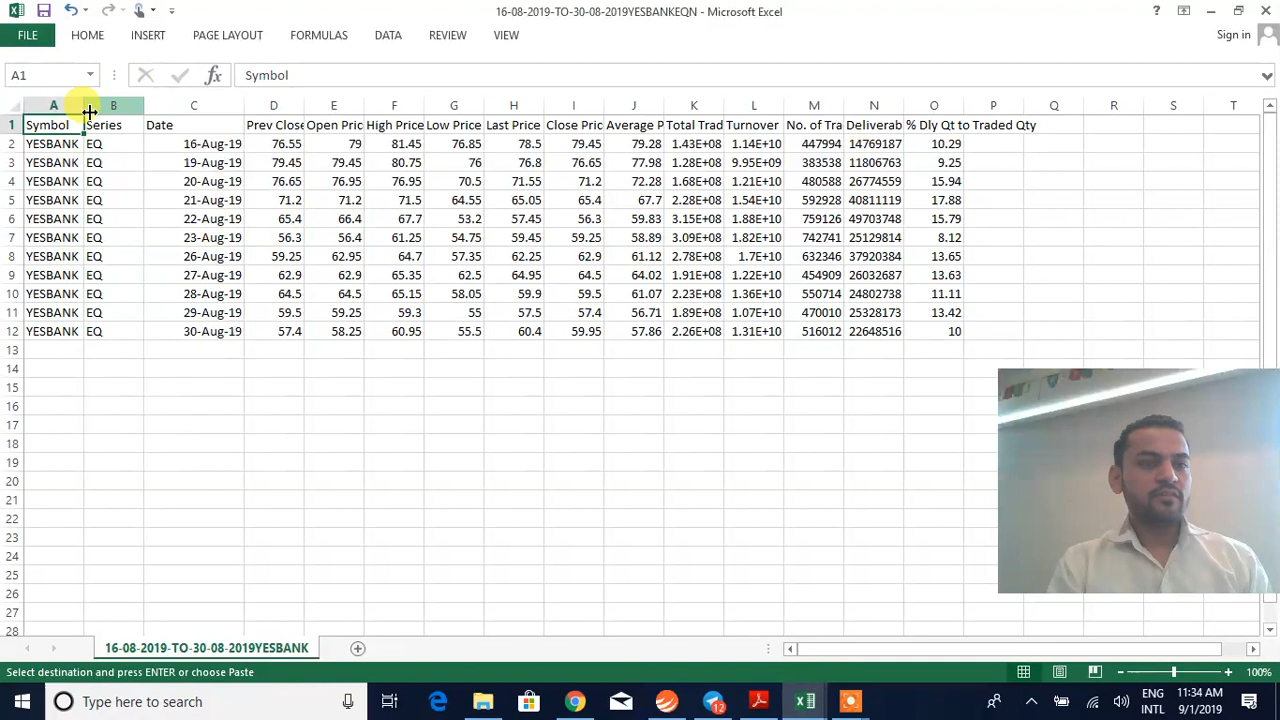 16-08-2019-TO-30-08-2019YESBANKEQN - Microsoft Excel
?
FILE HOME INSERT PAGE LAYOUT FORMULAS DATA REVIEW VIEW Sign in
A1 fx Symbol
A B C D E F G H I J K L M N O P Q R S T
1 Symbol Series Date Prev Close Open Pric High Price Low Price Last Price Close Pric Average P Total Trad Turnover No. of Tra Deliverab % Dly Qt to Traded Qty
2 YESBANK EQ 16-Aug-19 76.55 79 81.45 76.85 78.5 79.45 79.28 1.43E+08 1.14E+10 447994 14769187 10.29
3 YESBANK EQ 19-Aug-19 79.45 79.45 80.75 76 76.8 76.65 77.98 1.28E+08 9.95E+09 383538 11806763 9.25
4 YESBANK EQ 20-Aug-19 76.65 76.95 76.95 70.5 71.55 71.2 72.28 1.68E+08 1.21E+10 480588 26774559 15.94
5 YESBANK EQ 21-Aug-19 71.2 71.2 71.5 64.55 65.05 65.4 67.7 2.28E+08 1.54E+10 592928 40811119 17.88
6 YESBANK EQ 22-Aug-19 65.4 66.4 67.7 53.2 57.45 56.3 59.83 3.15E+08 1.88E+10 759126 49703748 15.79
7 YESBANK EQ 23-Aug-19 56.3 56.4 61.25 54.75 59.45 59.25 58.89 3.09E+08 1.82E+10 742741 25129814 8.12
8 YESBANK EQ 26-Aug-19 59.25 62.95 64.7 57.35 62.25 62.9 61.12 2.78E+08 1.7E+10 632346 37920384 13.65
9 YESBANK EQ 27-Aug-19 62.9 62.9 65.35 62.5 64.95 64.5 64.02 1.91E+08 1.22E+10 454909 26032687 13.63
10 YESBANK EQ 28-Aug-19 64.5 64.5 65.15 58.05 59.9 59.5 61.07 2.23E+08 1.36E+10 550714 24802738 11.11
11 YESBANK EQ 29-Aug-19 59.5 59.25 59.3 55 57.5 57.4 56.71 1.89E+08 1.07E+10 470010 25328173 13.42
12 YESBANK EQ 30-Aug-19 57.4 58.25 60.95 55.5 60.4 59.95 57.86 2.26E+08 1.31E+10 516012 22648516 10
13
14
15
16
17
18
19
20
21
22
23
24
25
26
27
28
16-08-2019-TO-30-08-2019YESBANK
Select destination and press ENTER or choose Paste 100%
Type here to search 12 ENG 11:34 AM
INTL 9/1/2019